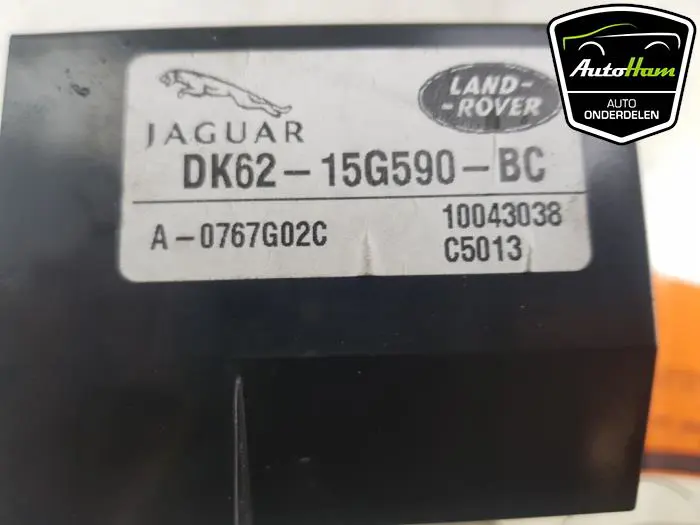 AutoHam
AUTO
ONDERDELEN
JAGUAR
LAND-
-ROVER
DK62-15G590-BC
A-0767G02C
10043038
C5013